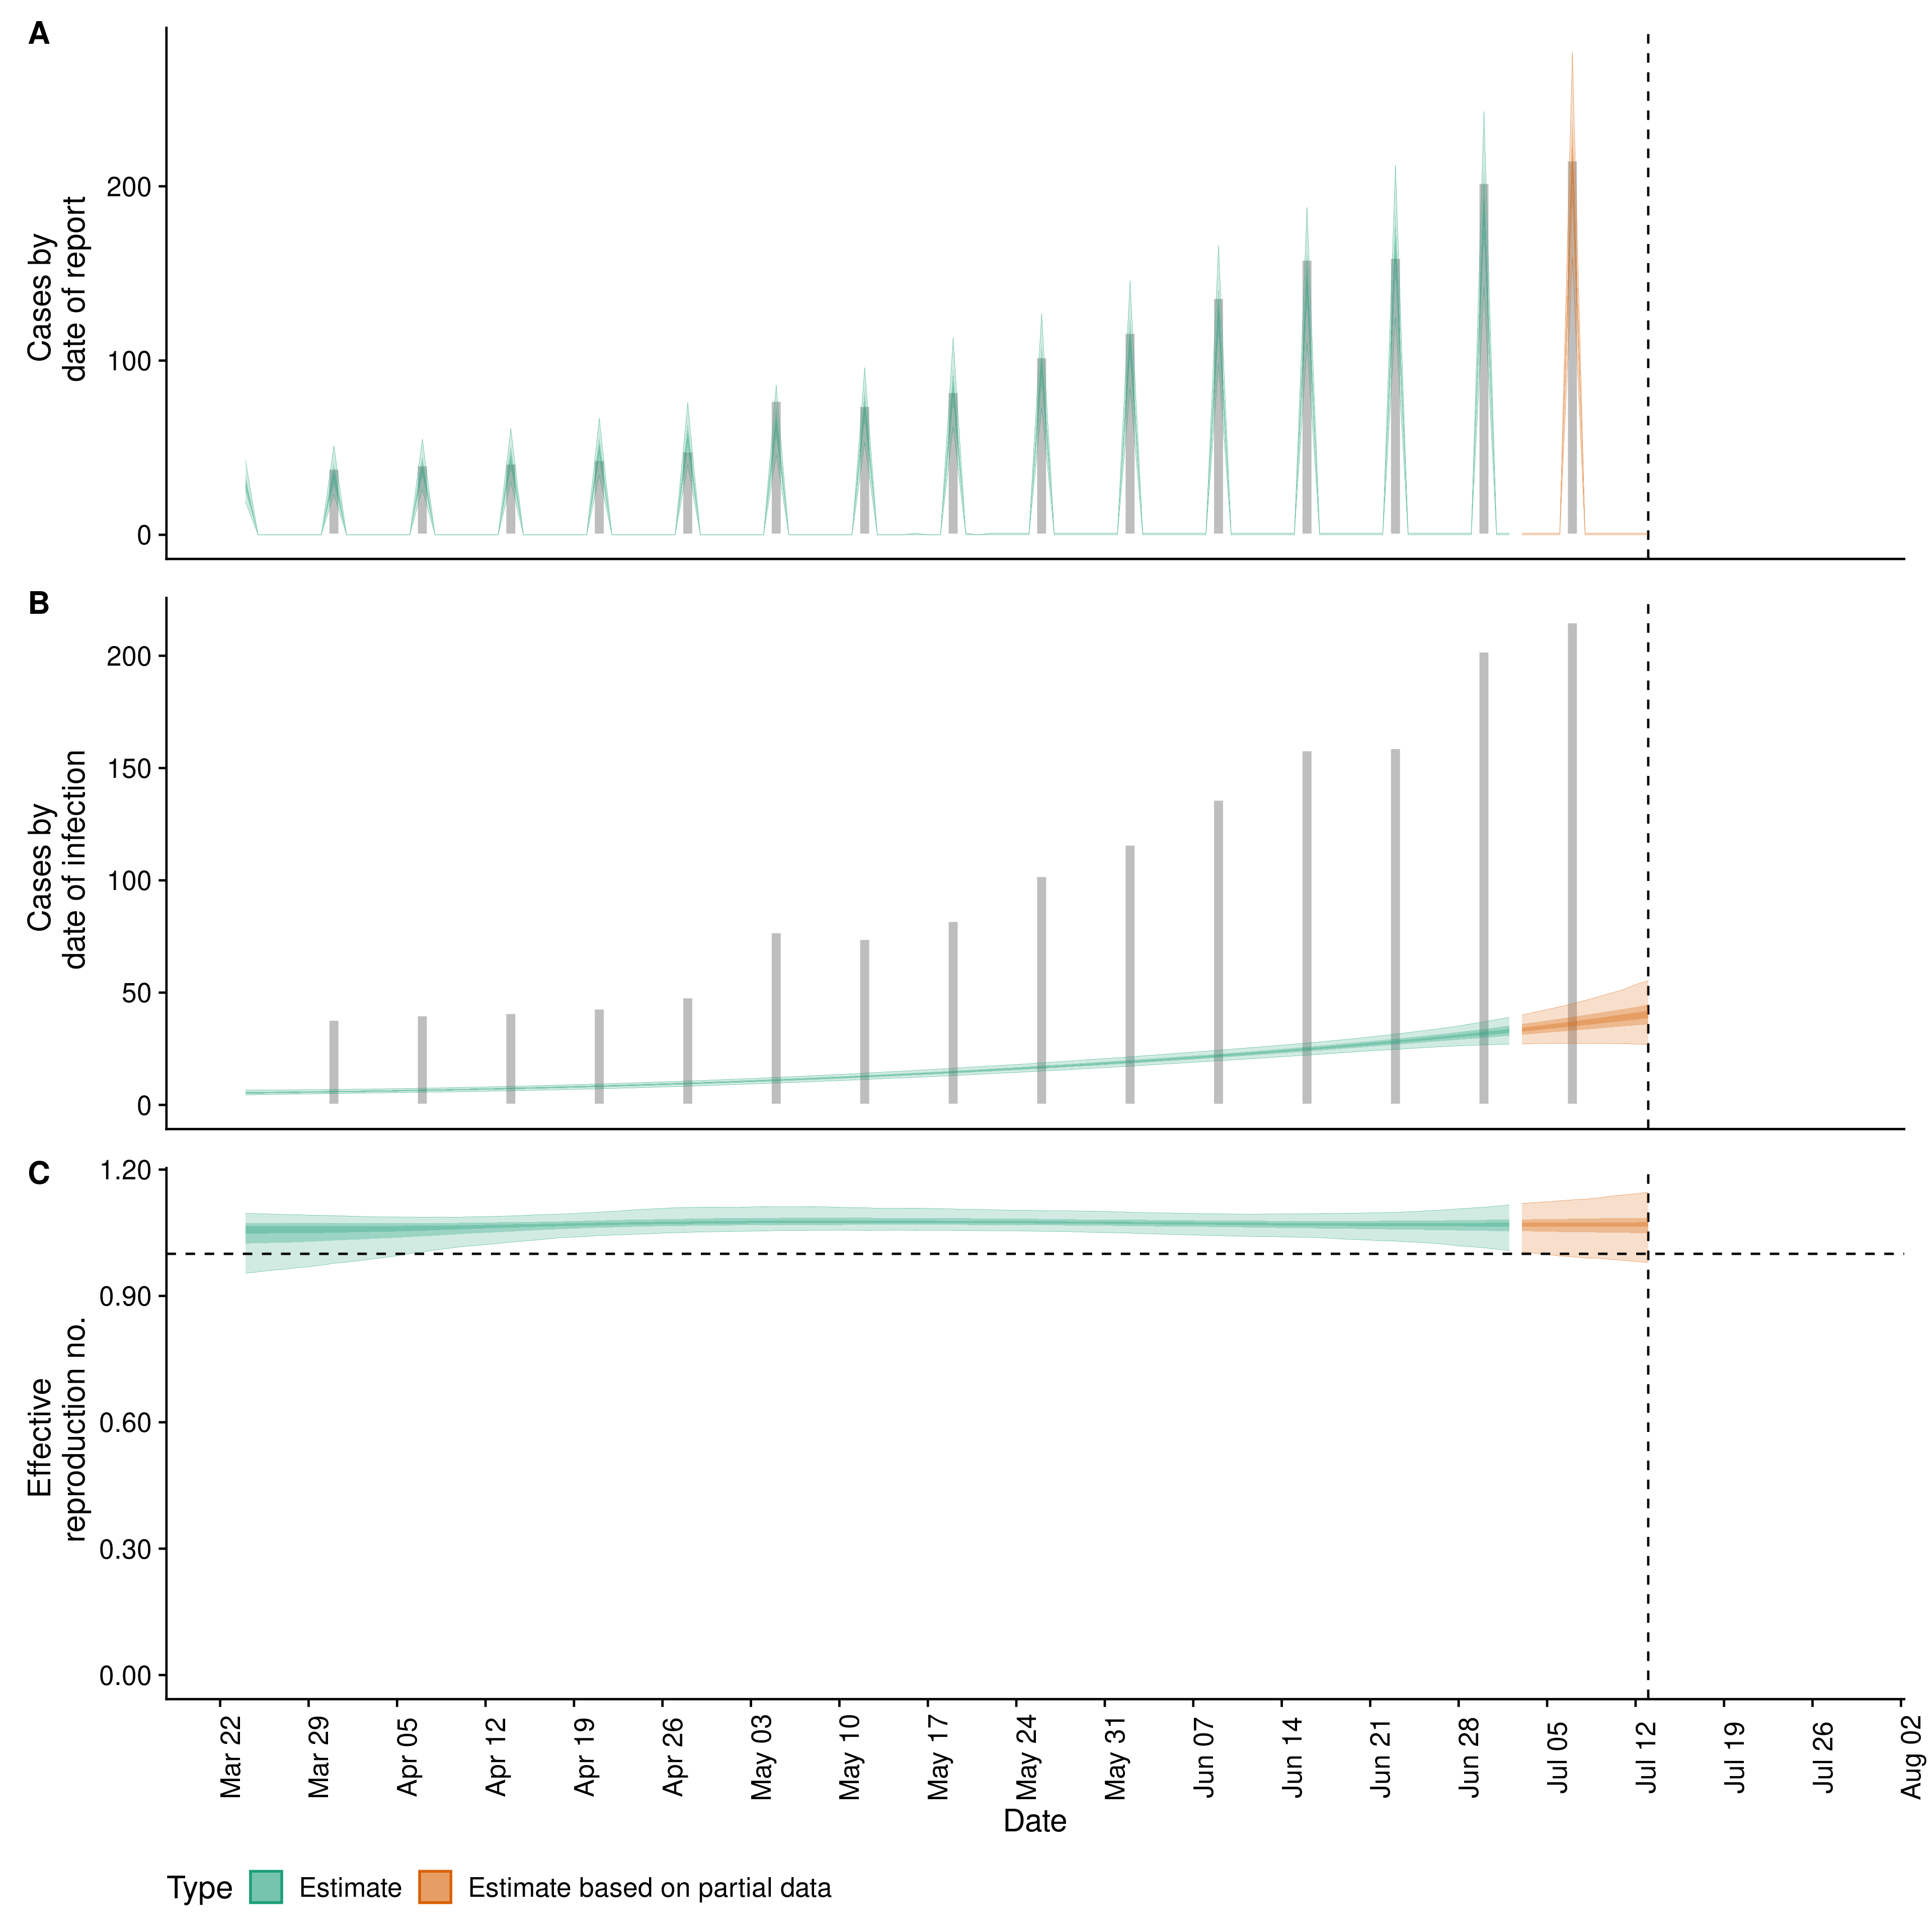 A
Cases by
date of report
200
100
0
B
Cases by
date of infection
200
150
100
50
0
C
Effective
reproduction no.
1.20
0.90
0.60
0.30
0.00
Mar 22
Mar 29
Apr 05
Apr 12
Apr 19
Apr 26
May 03
May 10
May 17
May 24
May 31
Jun 07
Jun 14
Jun 21
Jun 28
Jul 05
Jul 12
Jul 19
Jul 26
Aug 02
Date
Type Estimate Estimate based on partial data